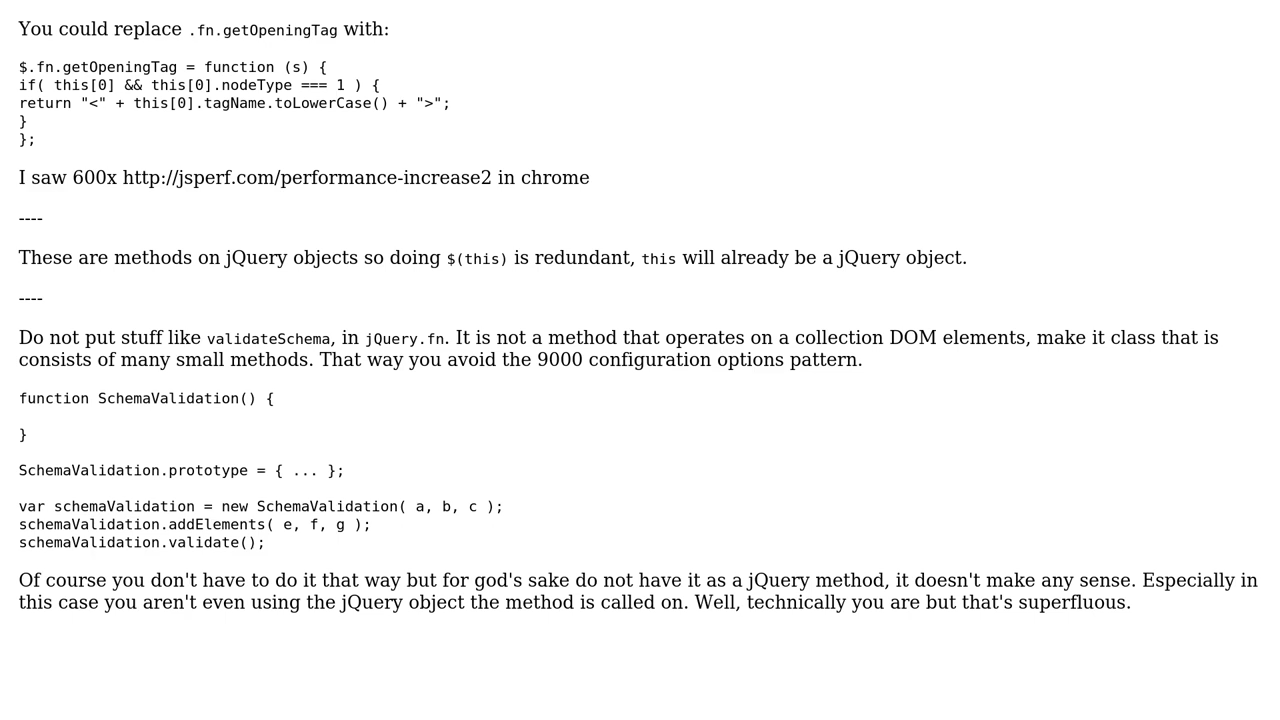 You could replace .fn.getOpeningTag with:
$.fn.getOpeningTag = function (s) {
if( this[0] && this[0].nodeType === 1 ) {
return "<" + this[0].tagName.toLowerCase() + ">";
}
};
I saw 600x http://jsperf.com/performance-increase2 in chrome
----
These are methods on jQuery objects so doing $(this) is redundant, this will already be a jQuery object.
----
Do not put stuff like validateSchema, in jQuery.fn. It is not a method that operates on a collection DOM elements, make it class that is
consists of many small methods. That way you avoid the 9000 configuration options pattern.
function SchemaValidation() {
}
SchemaValidation.prototype = { ... };
var schemaValidation = new SchemaValidation( a, b, c );
schemaValidation.addElements( e, f, g );
schemaValidation.validate();
Of course you don't have to do it that way but for god's sake do not have it as a jQuery method, it doesn't make any sense. Especially in
this case you aren't even using the jQuery object the method is called on. Well, technically you are but that's superfluous.